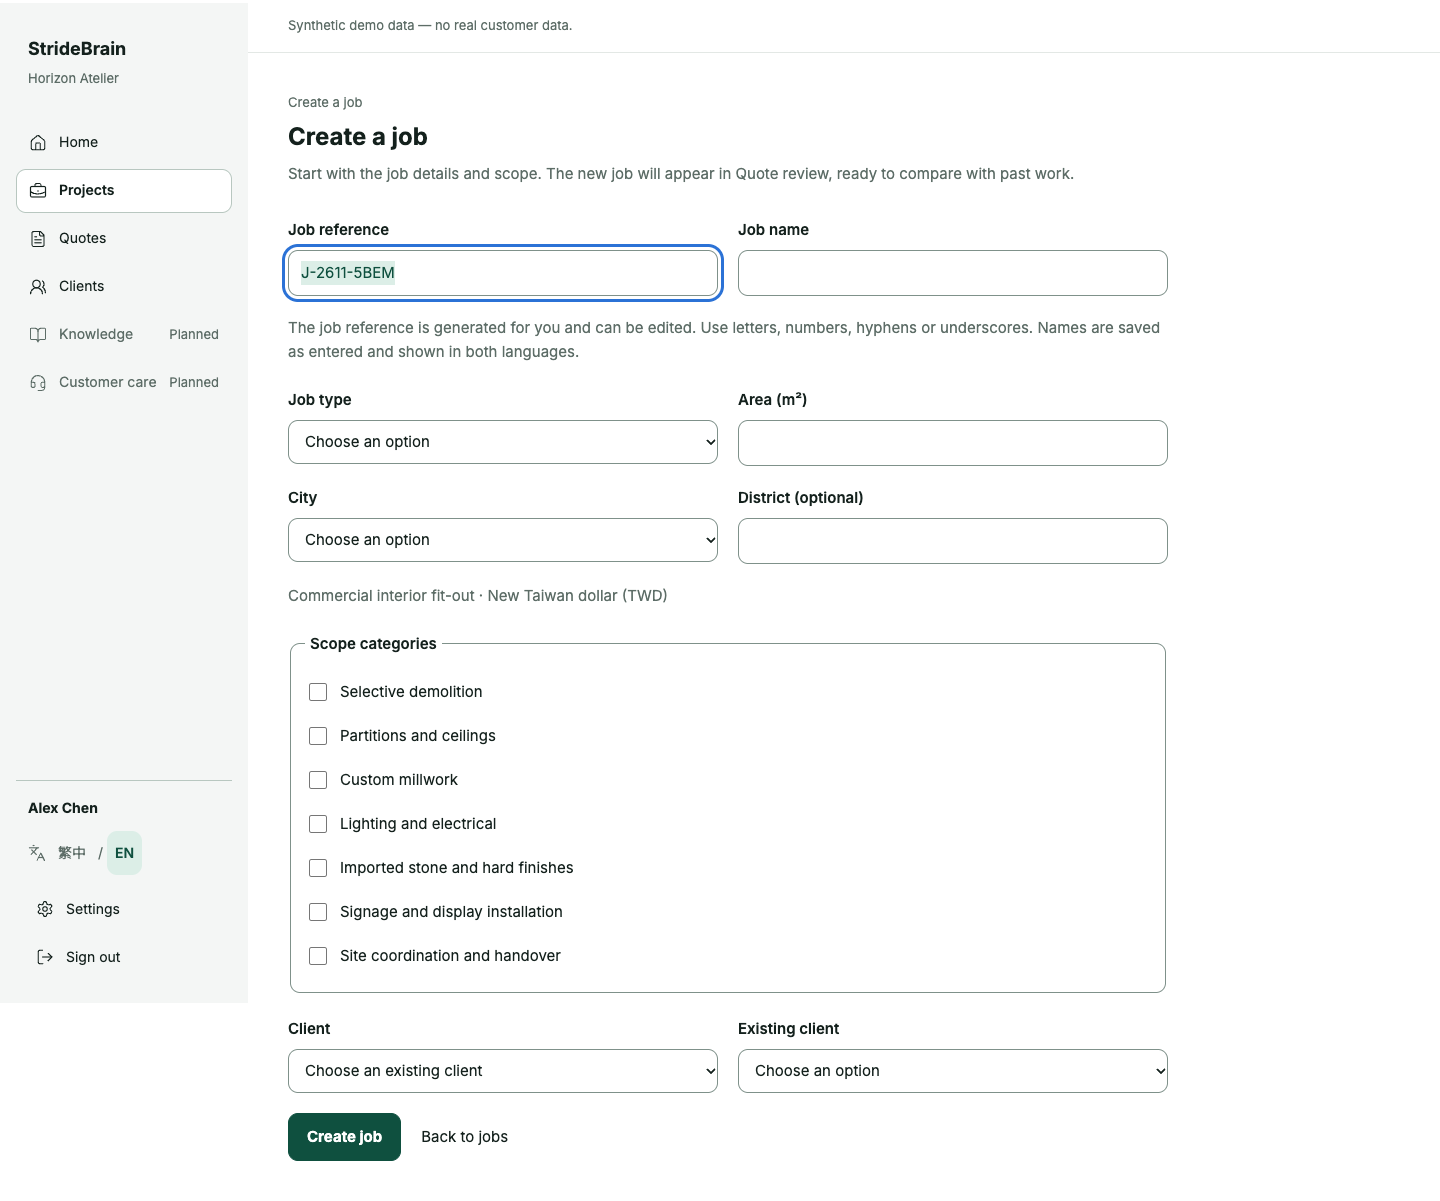 StrideBrain
Horizon Atelier
Home
Projects
Quotes
Clients
Knowledge Planned
Customer care Planned
Alex Chen
繁中 / EN
Settings
Sign out
Synthetic demo data — no real customer data.
Create a job
Create a job
Start with the job details and scope. The new job will appear in Quote review, ready to compare with past work.
Job reference
J-2611-5BEM
Job name
The job reference is generated for you and can be edited. Use letters, numbers, hyphens or underscores. Names are saved
as entered and shown in both languages.
Job type
Choose an option
Area (m²)
City
Choose an option
District (optional)
Commercial interior fit-out · New Taiwan dollar (TWD)
Scope categories
Selective demolition
Partitions and ceilings
Custom millwork
Lighting and electrical
Imported stone and hard finishes
Signage and display installation
Site coordination and handover
Client
Choose an existing client
Existing client
Choose an option
Create job
Back to jobs